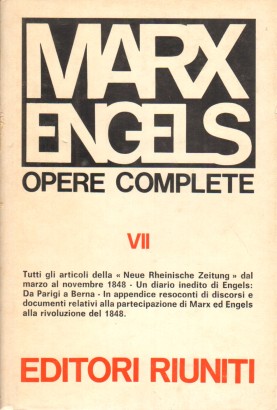 MARX
ENGELS
OPERE COMPLETE
VII
Tutti gli articoli della « Neue Rheinische Zeitung » dal
marzo al novembre 1848 - Un diario inedito di Engels:
Da Parigi a Berna - In appendice resoconti di discorsi e
documenti relativi alla partecipazione di Marx ed Engels
alla rivoluzione del 1848.
EDITORI RIUNITI